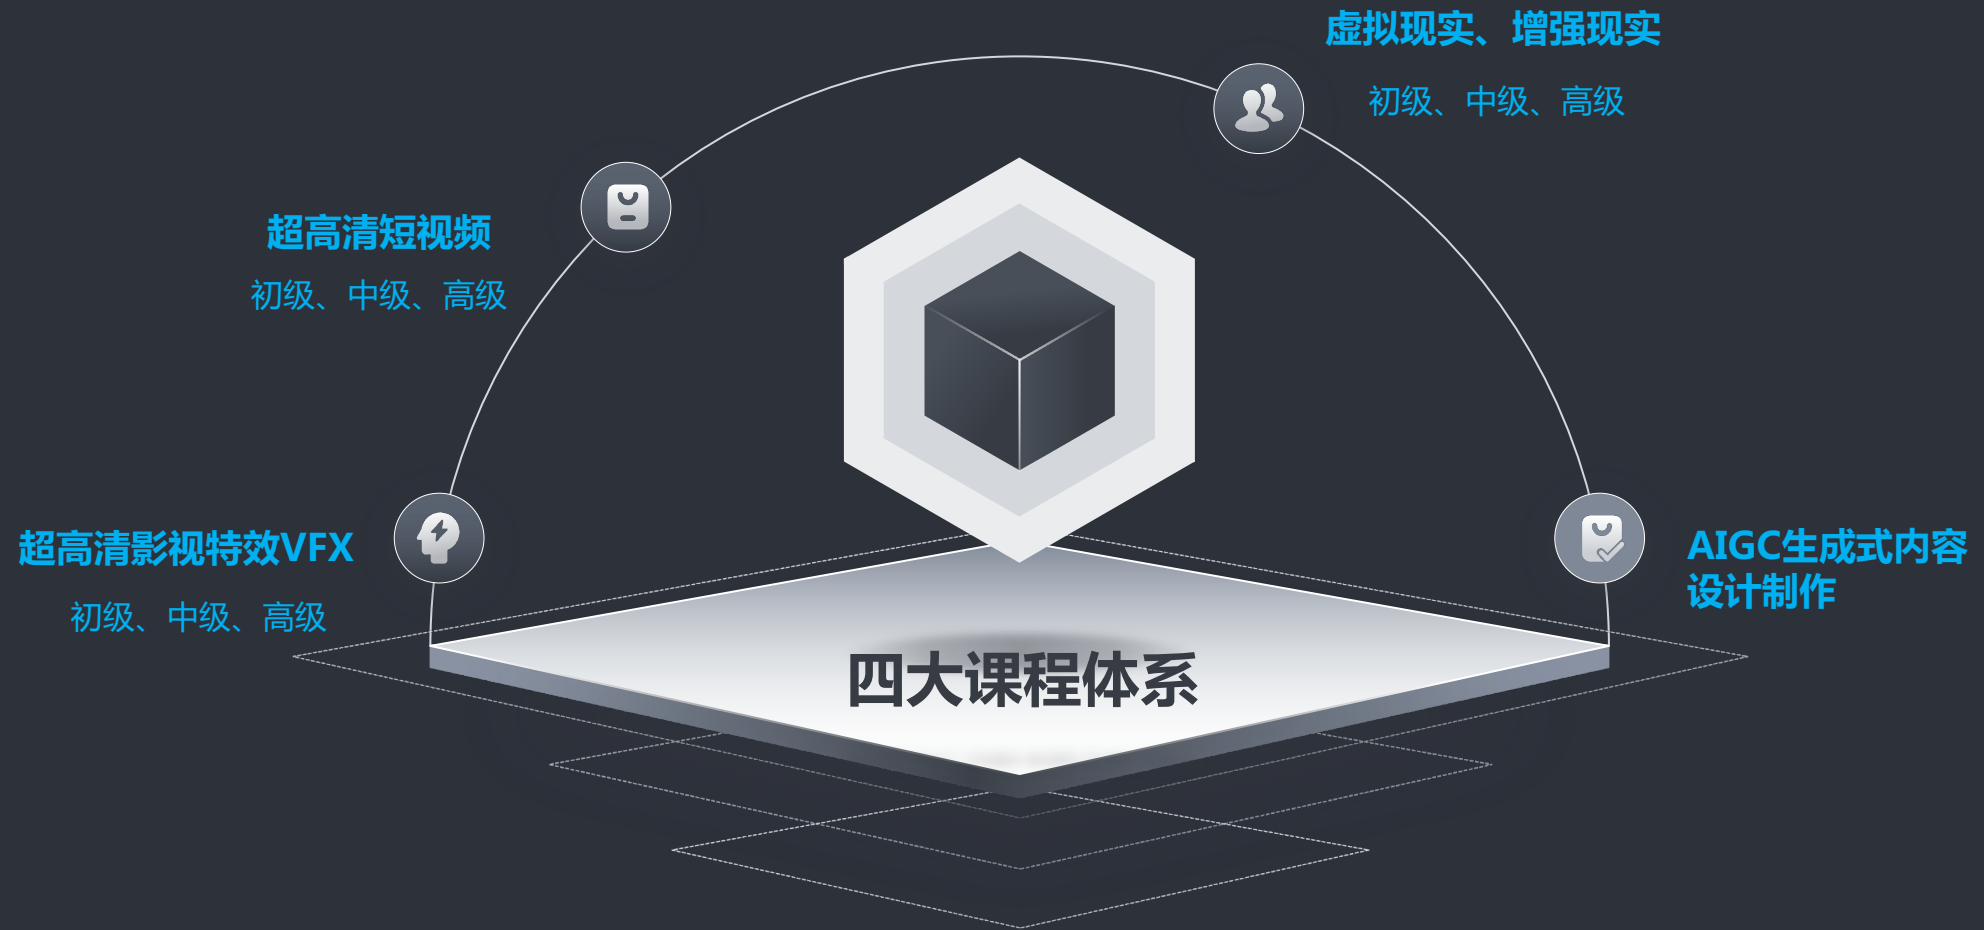 虚拟现实、增强现实
初级、中级、高级
超高清短视频
初级、中级、高级
超高清影视特效VFX
初级、中级、高级
AIGC生成式内容
设计制作
四大课程体系